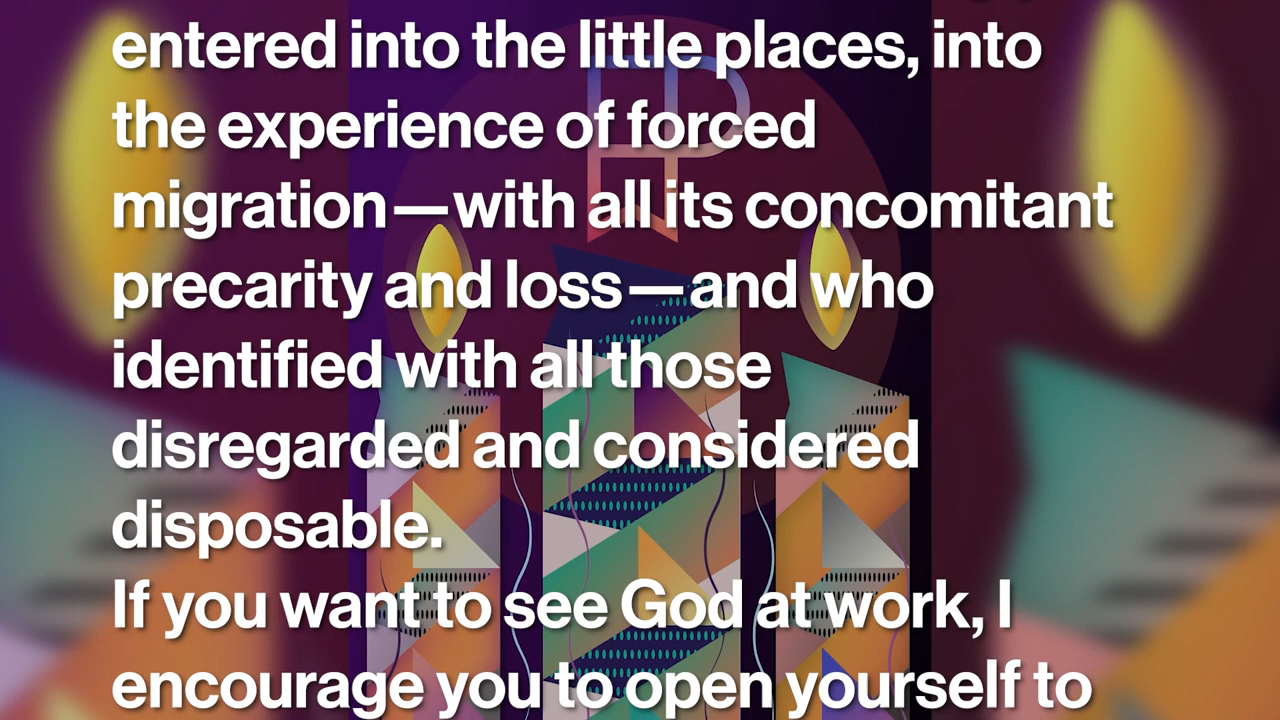 entered into the little places, into
the experience of forced
migration—with all its concomitant
precarity and loss—and who
identified with all those
disregarded and considered
disposable.
If you want to see God at work, I
encourage you to open yourself to